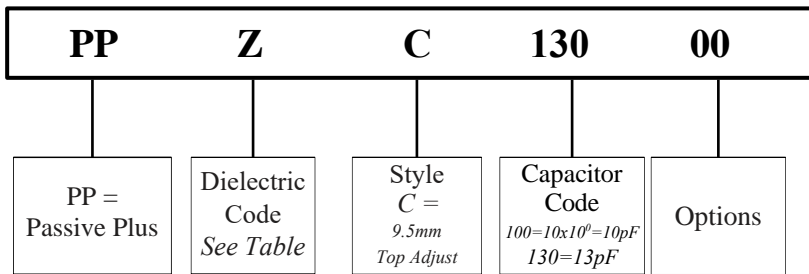 PP Z C 130 00
PP =
Passive Plus
Dielectric
Code
See Table
Style
C =
9.5mm
Top Adjust
Capacitor
Code
100=10x10⁰=10pF
130=13pF
Options